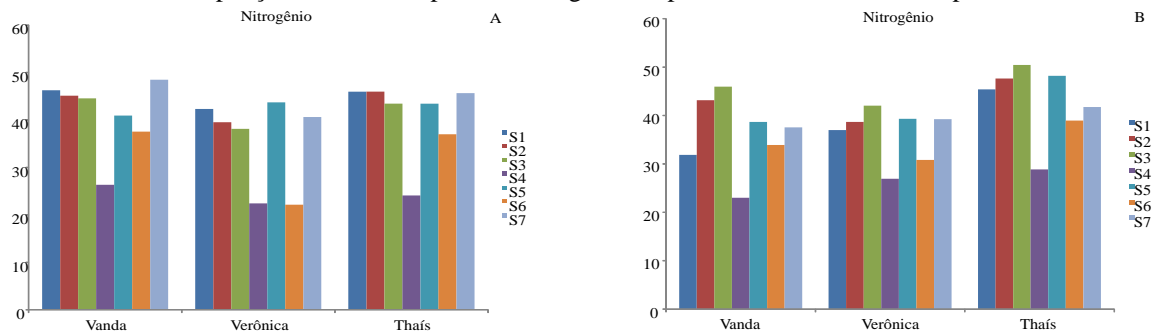 Nitrogênio A
60
50
40
30
20
10
0
Vanda Verônica Thaís
S1
S2
S3
S4
S5
S6
S7
Nitrogênio B
60
50
40
30
20
10
0
Vanda Verônica Thaís
S1
S2
S3
S4
S5
S6
S7